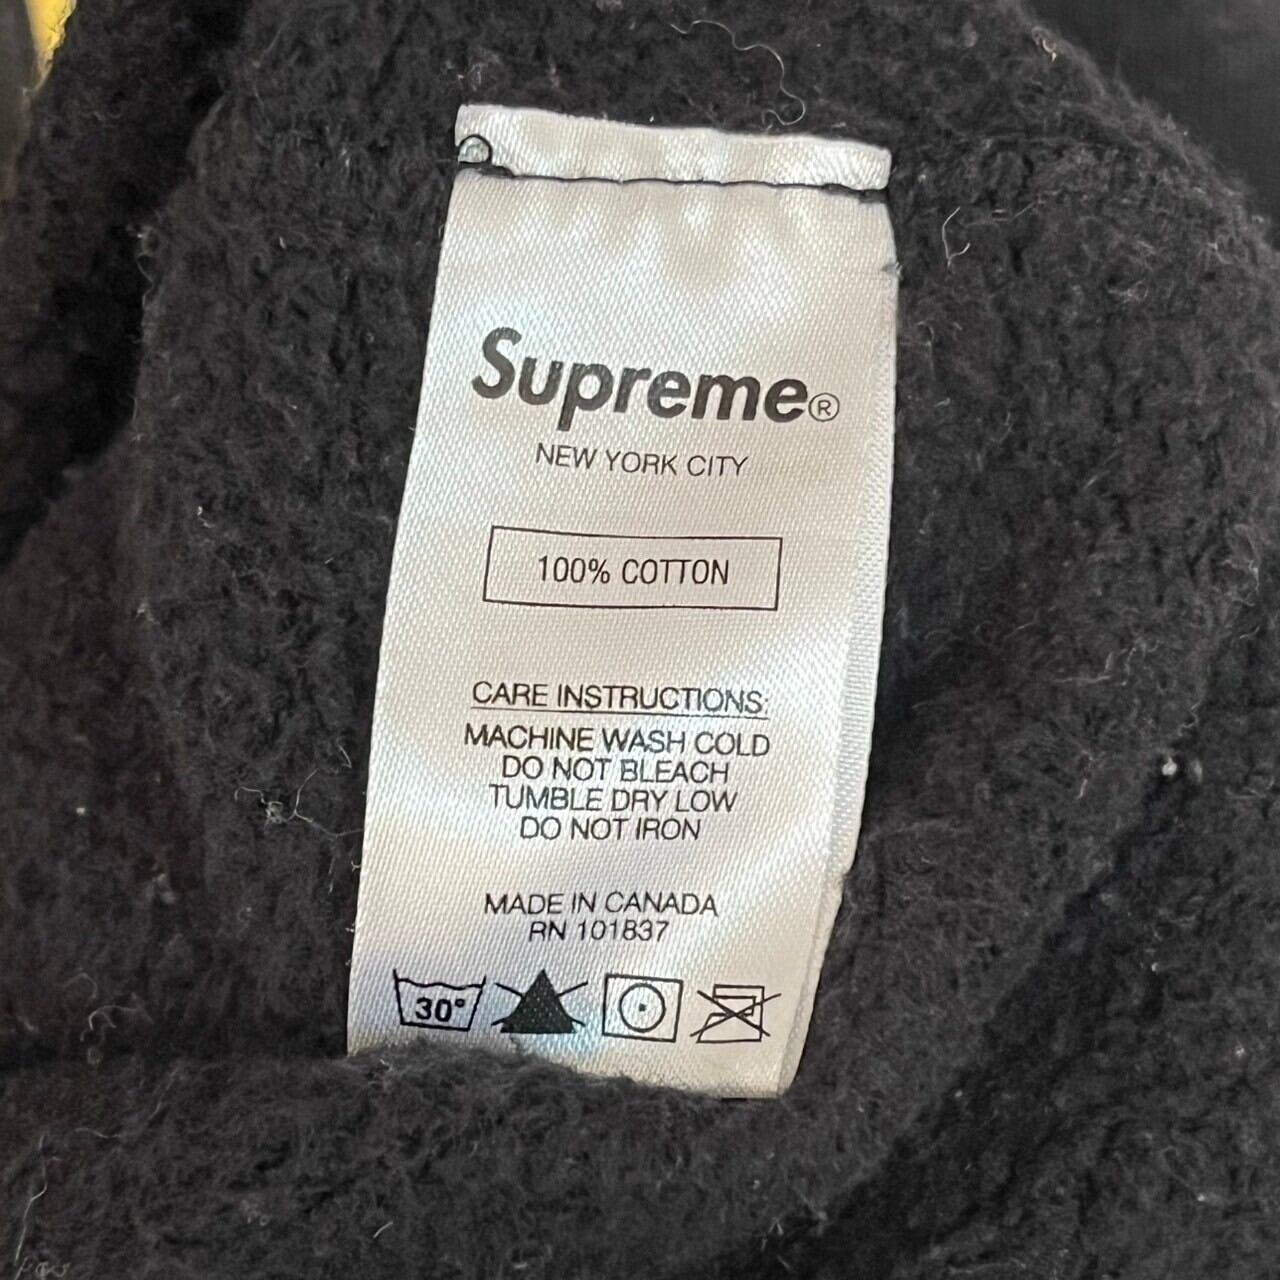 Supreme®
NEW YORK CITY
100% COTTON
CARE INSTRUCTIONS:
MACHINE WASH COLD
DO NOT BLEACH
TUMBLE DRY LOW
DO NOT IRON
MADE IN CANADA
RN 101837
30°